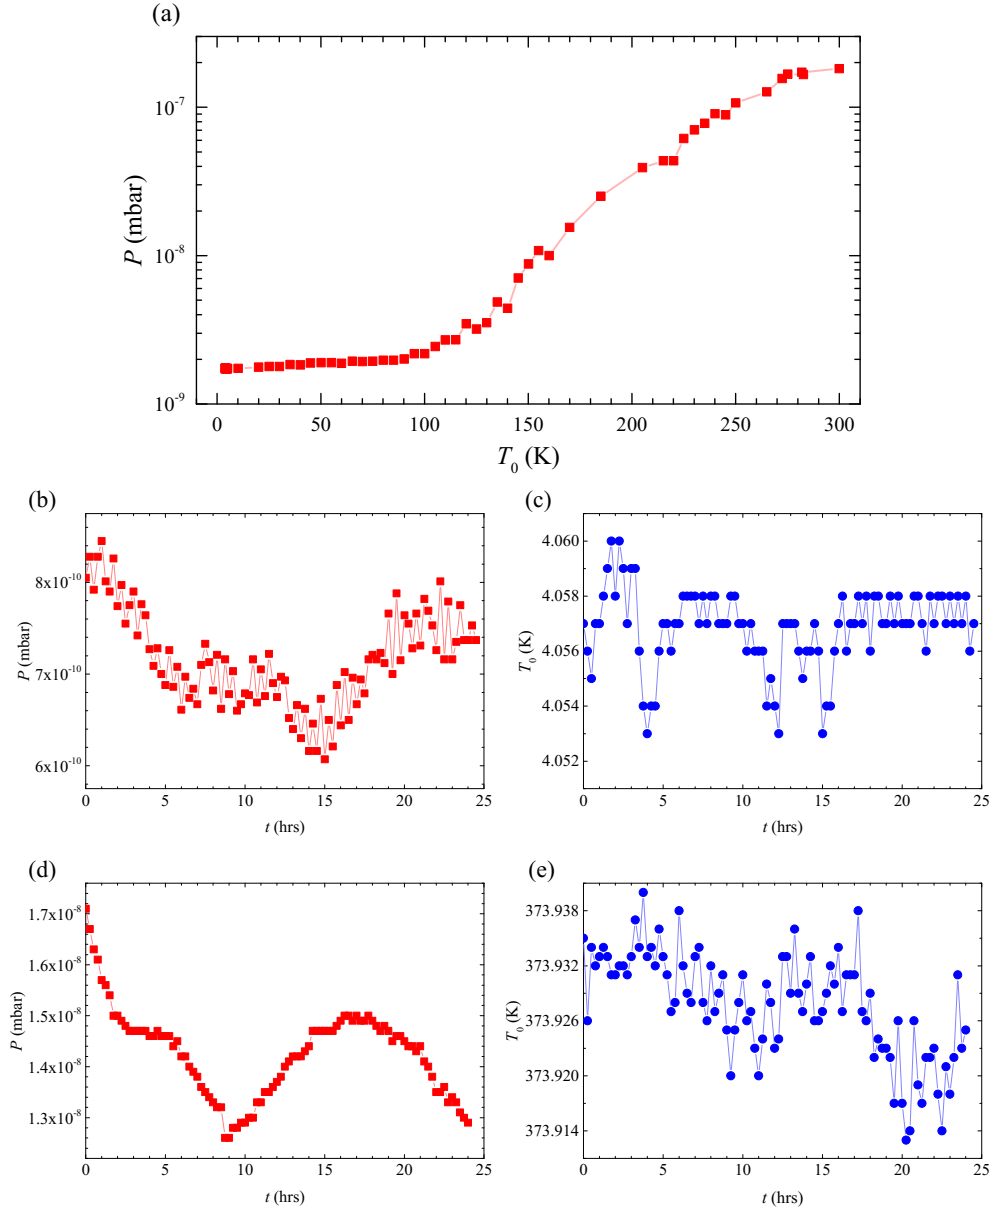 (a)
10⁻⁷
10⁻⁸
10⁻⁹
P (mbar)
0 50 100 150 200 250 300
T₀ (K)
(b)
8x10⁻¹⁰
7x10⁻¹⁰
6x10⁻¹⁰
P (mbar)
0 5 10 15 20 25
t (hrs)
(c)
4.060
4.058
4.056
4.054
4.052
T₀ (K)
0 5 10 15 20 25
t (hrs)
(d)
1.7x10⁻⁸
1.6x10⁻⁸
1.5x10⁻⁸
1.4x10⁻⁸
1.3x10⁻⁸
P (mbar)
0 5 10 15 20 25
t (hrs)
(e)
373.938
373.932
373.926
373.920
373.914
T₀ (K)
0 5 10 15 20 25
t (hrs)